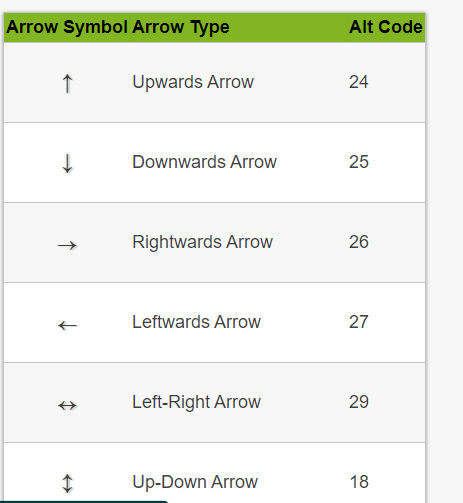 Arrow Symbol Arrow Type Alt Code
↑ Upwards Arrow 24
↓ Downwards Arrow 25
→ Rightwards Arrow 26
← Leftwards Arrow 27
↔ Left-Right Arrow 29
↕ Up-Down Arrow 18